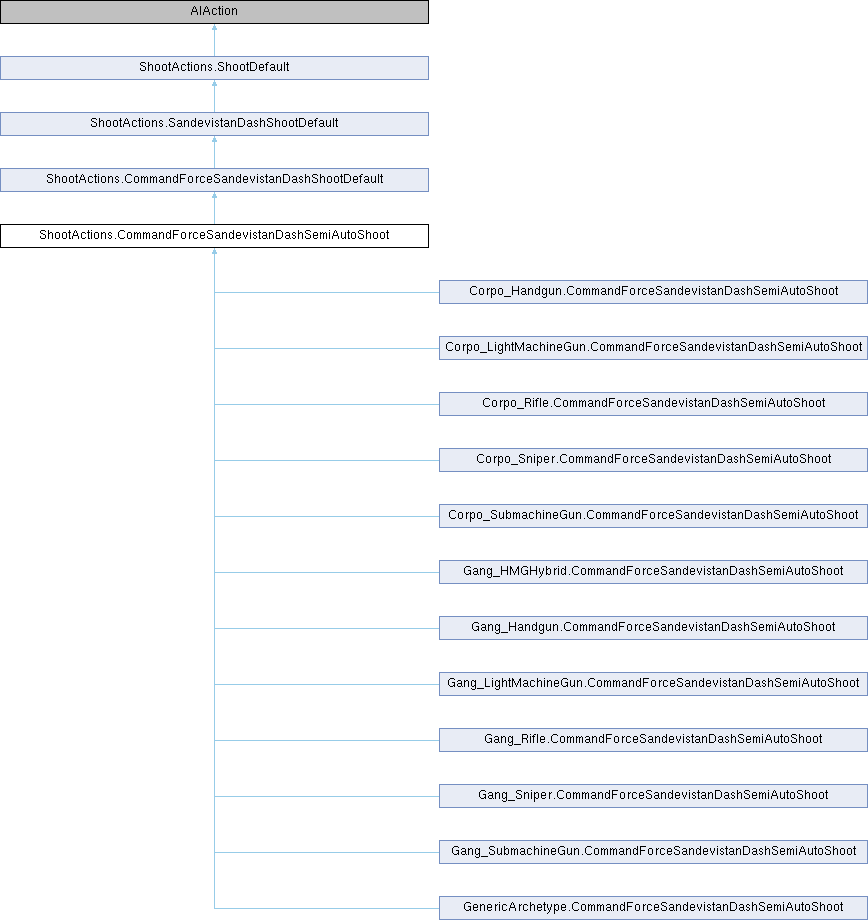 AIAction
ShootActions.ShootDefault
ShootActions.SandevistanDashShootDefault
ShootActions.CommandForceSandevistanDashShootDefault
ShootActions.CommandForceSandevistanDashSemiAutoShoot
Corpo_Handgun.CommandForceSandevistanDashSemiAutoShoot
Corpo_LightMachineGun.CommandForceSandevistanDashSemiAutoShoot
Corpo_Rifle.CommandForceSandevistanDashSemiAutoShoot
Corpo_Sniper.CommandForceSandevistanDashSemiAutoShoot
Corpo_SubmachineGun.CommandForceSandevistanDashSemiAutoShoot
Gang_HMGHybrid.CommandForceSandevistanDashSemiAutoShoot
Gang_Handgun.CommandForceSandevistanDashSemiAutoShoot
Gang_LightMachineGun.CommandForceSandevistanDashSemiAutoShoot
Gang_Rifle.CommandForceSandevistanDashSemiAutoShoot
Gang_Sniper.CommandForceSandevistanDashSemiAutoShoot
Gang_SubmachineGun.CommandForceSandevistanDashSemiAutoShoot
GenericArchetype.CommandForceSandevistanDashSemiAutoShoot